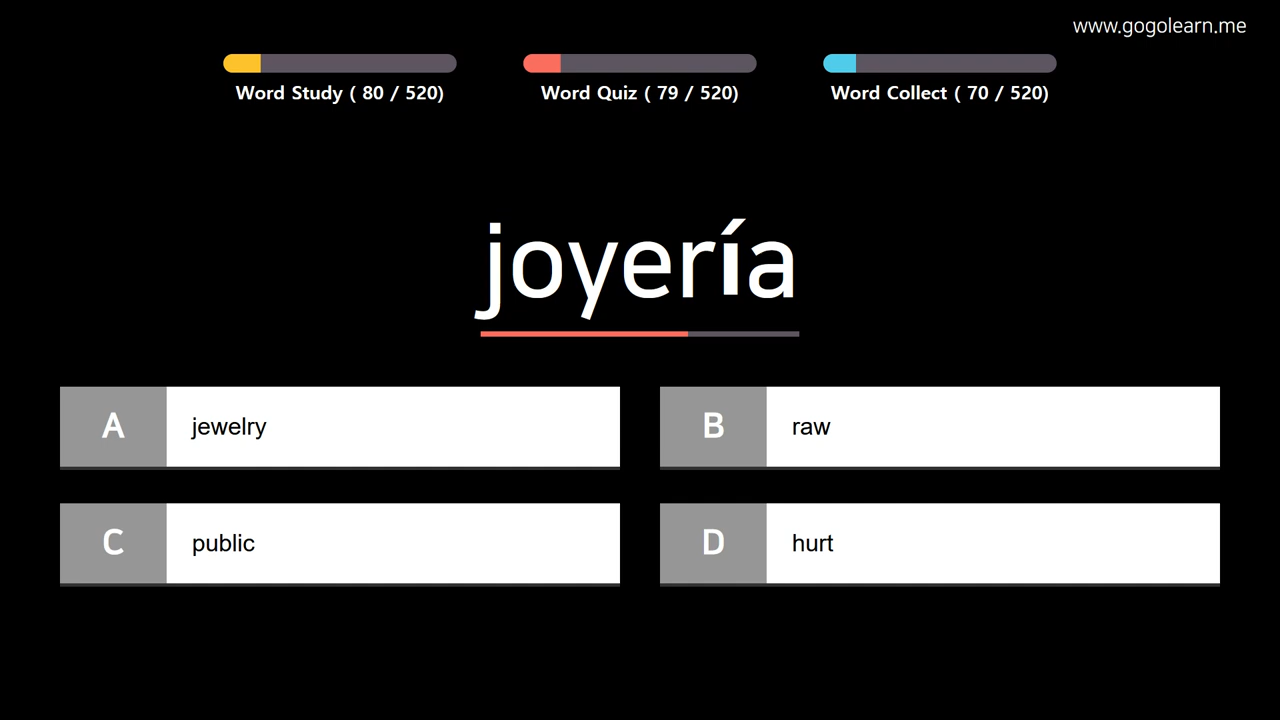 www.gogolearn.me
Word Study ( 80 / 520)
Word Quiz ( 79 / 520)
Word Collect ( 70 / 520)
joyería
A jewelry
B raw
C public
D hurt